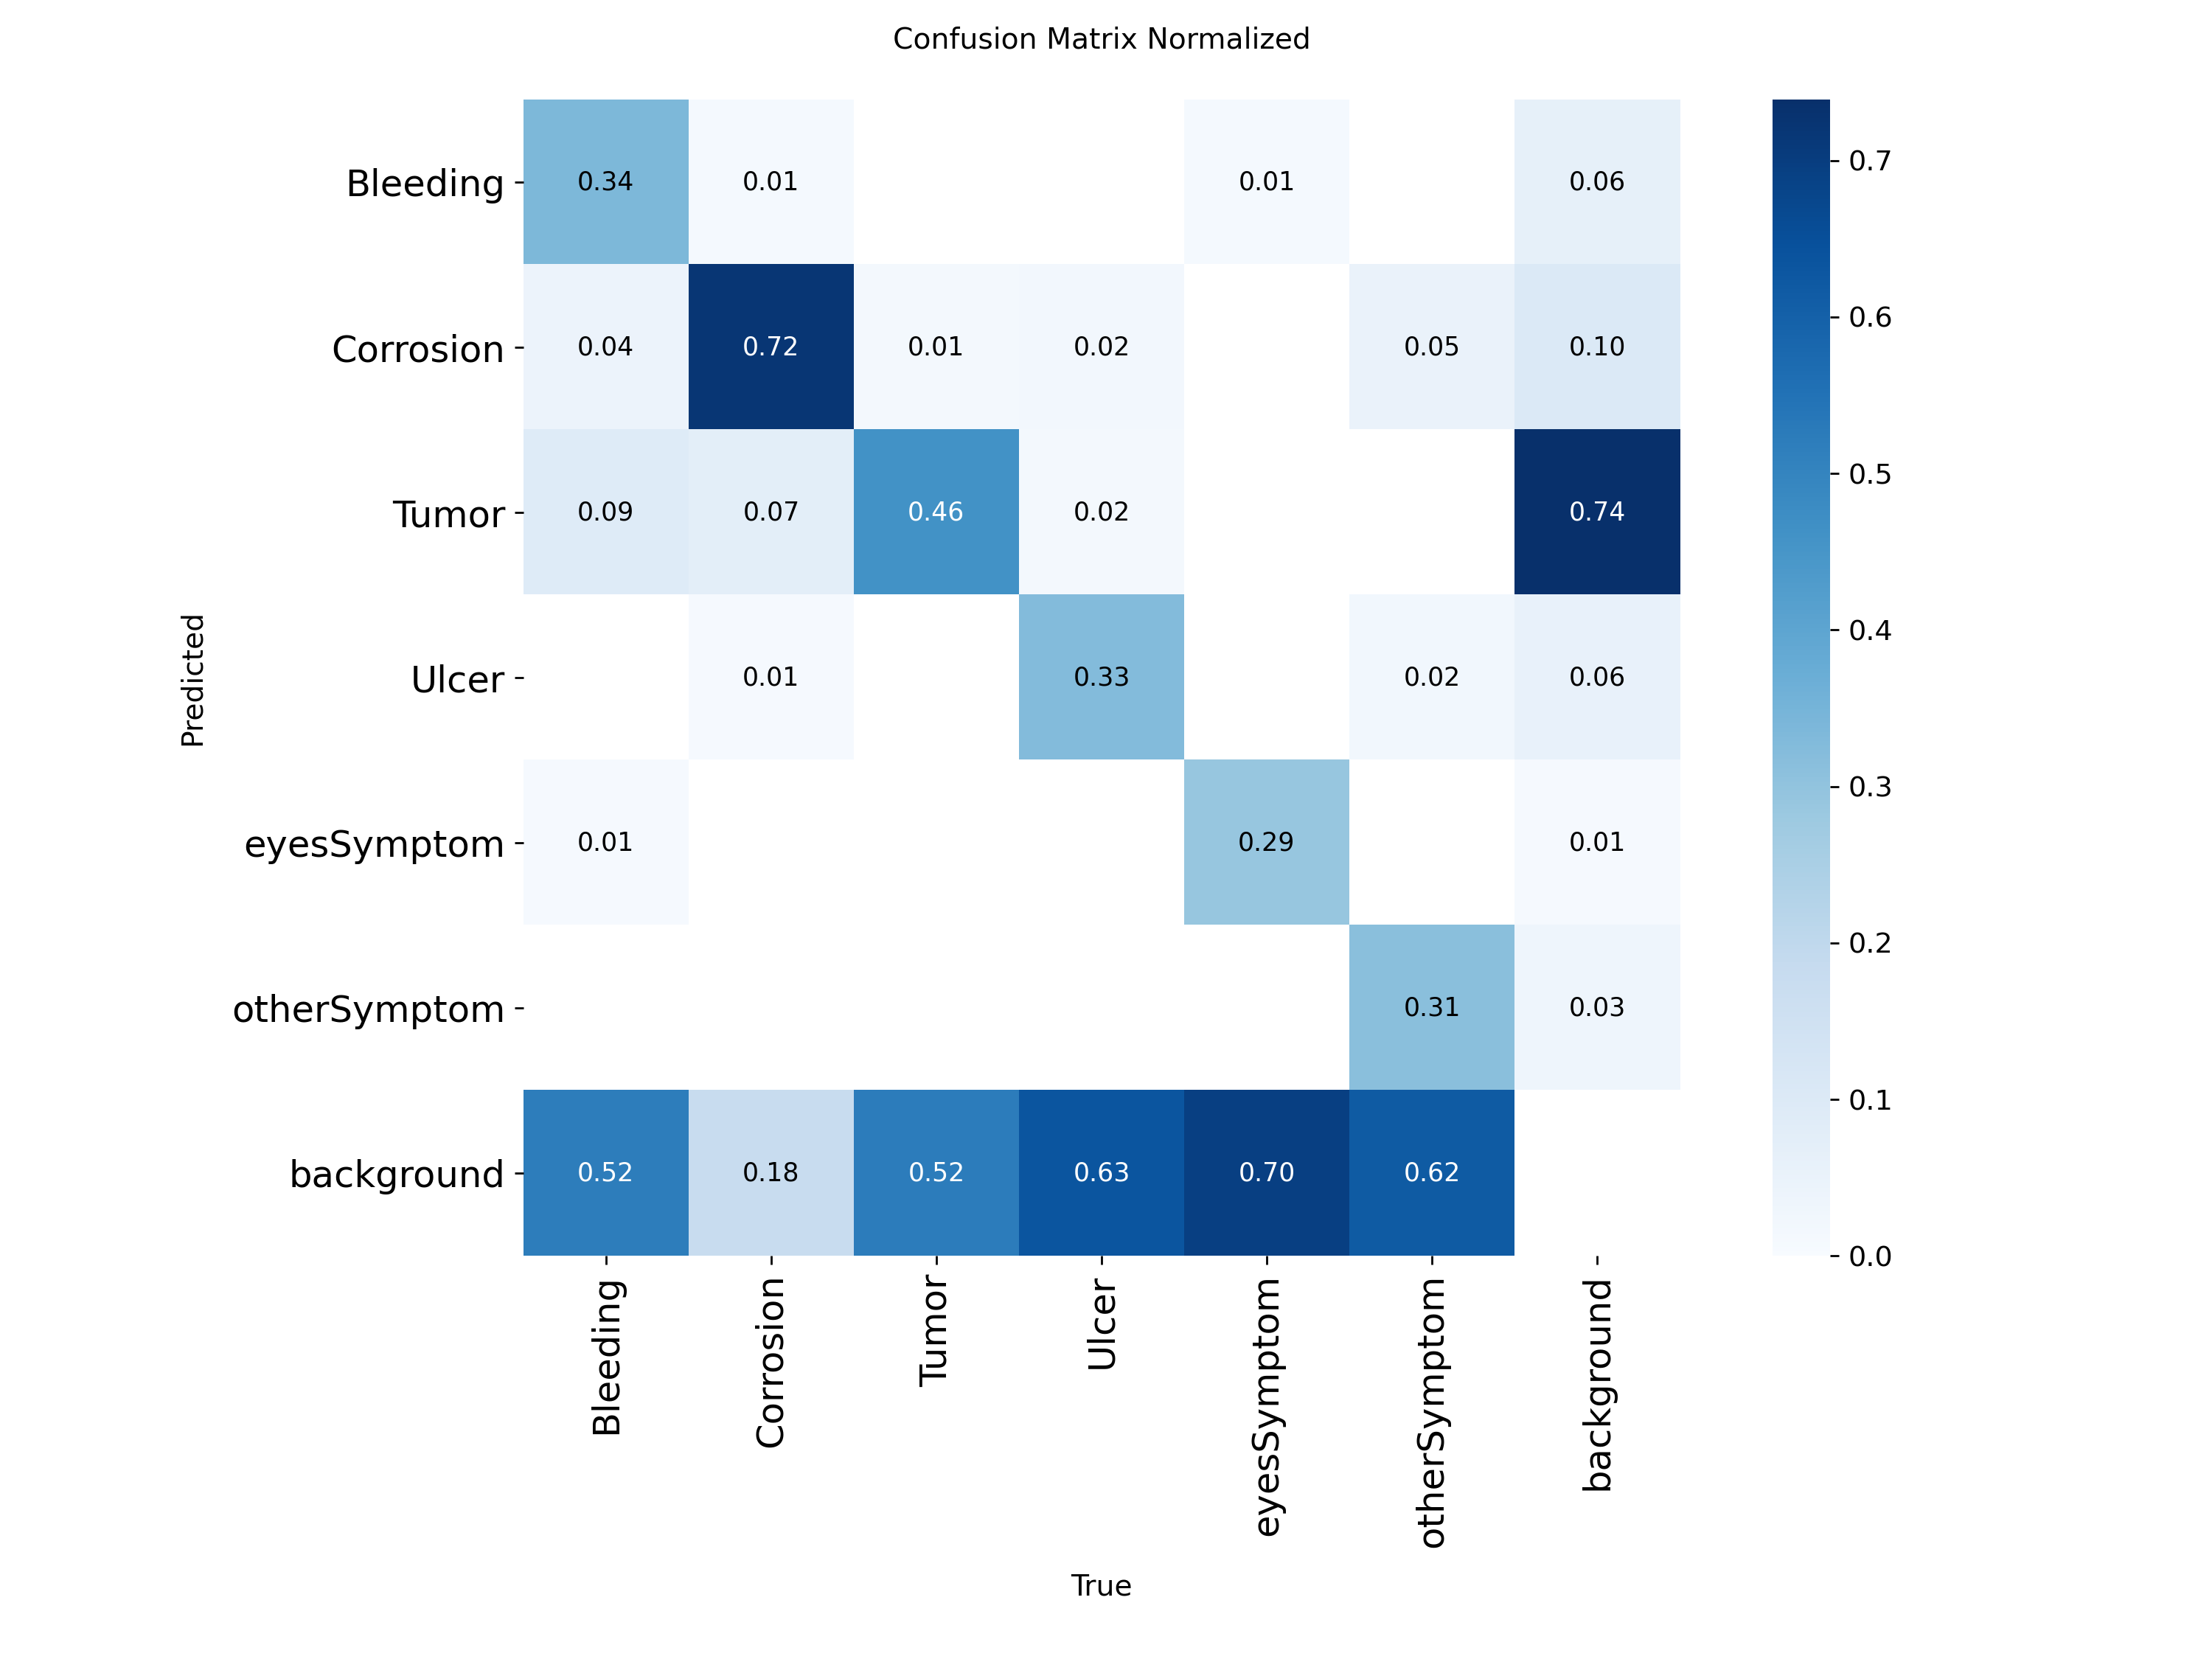 Confusion Matrix Normalized
Predicted
Bleeding 0.34 0.01 0.01 0.06
Corrosion 0.04 0.72 0.01 0.02 0.05 0.10
Tumor 0.09 0.07 0.46 0.02 0.74
Ulcer 0.01 0.33 0.02 0.06
eyesSymptom 0.01 0.29 0.01
otherSymptom 0.31 0.03
background 0.52 0.18 0.52 0.63 0.70 0.62
Bleeding Corrosion Tumor Ulcer eyesSymptom otherSymptom background
True
0.7
0.6
0.5
0.4
0.3
0.2
0.1
0.0